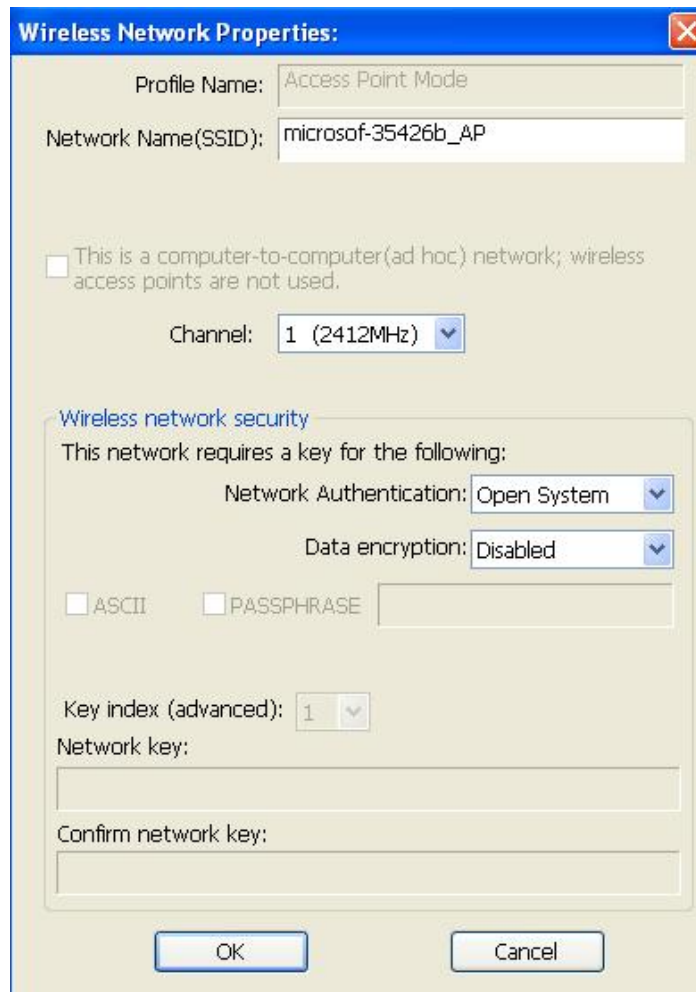 Wireless Network Properties:
Profile Name: Access Point Mode
Network Name(SSID): microsof-35426b_AP
This is a computer-to-computer(ad hoc) network; wireless
access points are not used.
Channel: 1 (2412MHz)
Wireless network security
This network requires a key for the following:
Network Authentication: Open System
Data encryption: Disabled
ASCII PASSPHRASE
Key index (advanced): 1
Network key:
Confirm network key:
OK Cancel